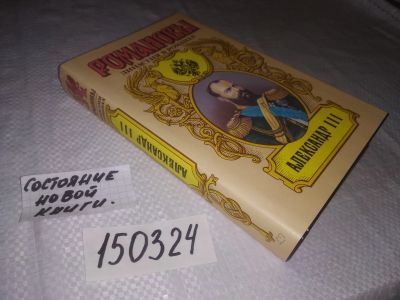 РОМАНОВЫ
АЛЕКСАНДР III
АЛЕКСАНДР III
СОСТОЯНИЕ
НОВОЙ
КНИГИ.
150324